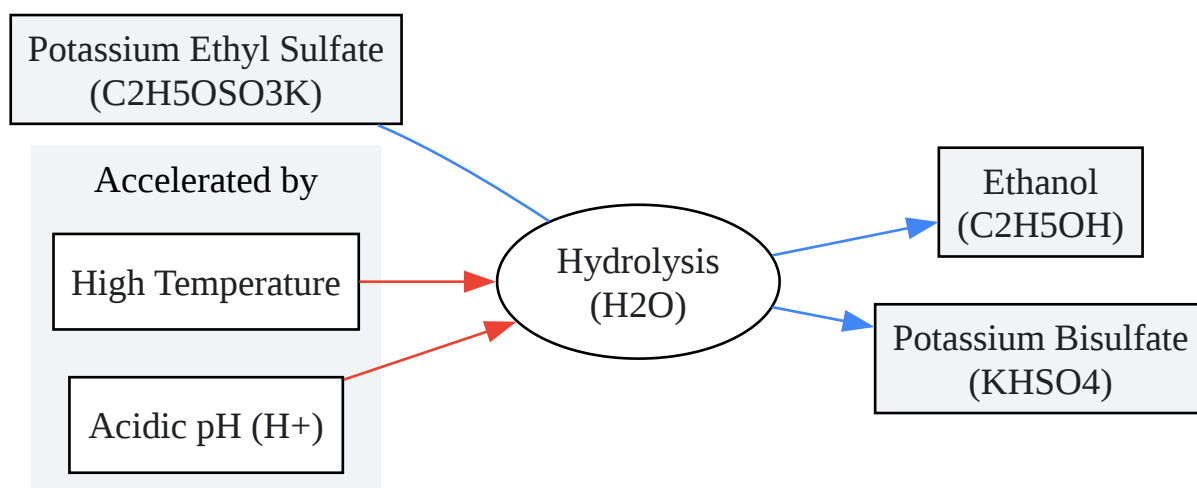 Potassium Ethyl Sulfate
(C2H5OSO3K)
Accelerated by
High Temperature
Acidic pH (H+)
Hydrolysis
(H2O)
Ethanol
(C2H5OH)
Potassium Bisulfate
(KHSO4)